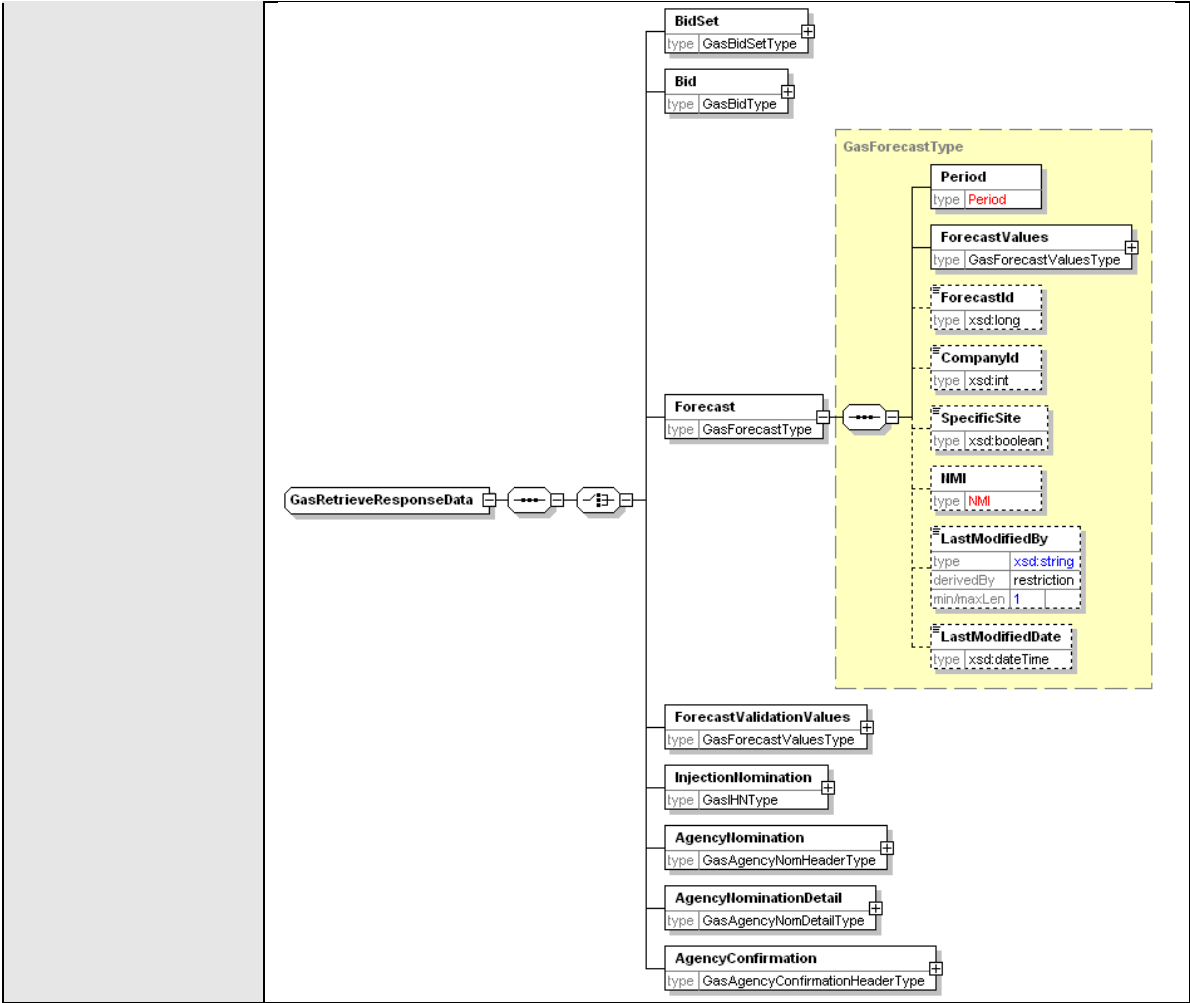 BidSet
type GasBidSetType
Bid
type GasBidType
GasForecastType
Period
type Period
ForecastValues
type GasForecastValuesType
ForecastId
type xsd:long
CompanyId
type xsd:int
Forecast
type GasForecastType
SpecificSite
type xsd:boolean
NMI
type NMI
GasRetrieveResponseData
LastModifiedBy
type xsd:string
derivedBy restriction
min/maxLen 1
LastModifiedDate
type xsd:dateTime
ForecastValidationValues
type GasForecastValuesType
InjectionNomination
type GasIHNType
AgencyNomination
type GasAgencyNomHeaderType
AgencyNominationDetail
type GasAgencyNomDetailType
AgencyConfirmation
type GasAgencyConfirmationHeaderType